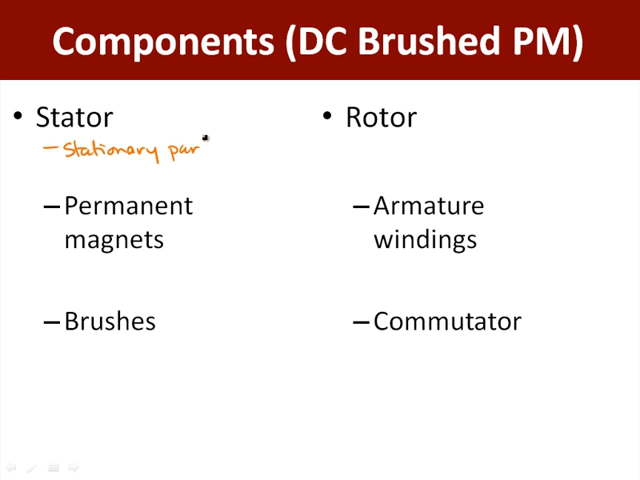 Components (DC Brushed PM)
• Stator
– Stationary par
– Permanent
magnets
– Brushes
• Rotor
– Armature
windings
– Commutator